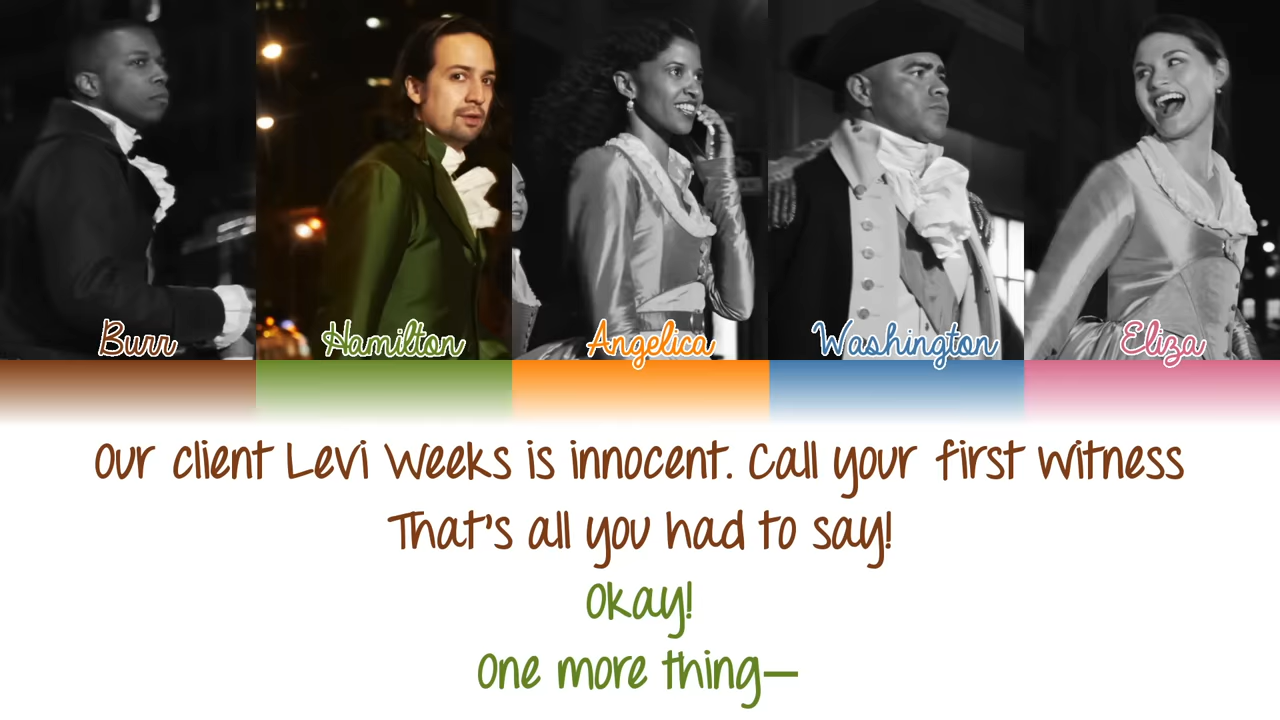 Burr Hamilton Angelica Washington Eliza
Our client Levi Weeks is innocent. Call your first witness
That's all you had to say!
Okay!
One more thing—